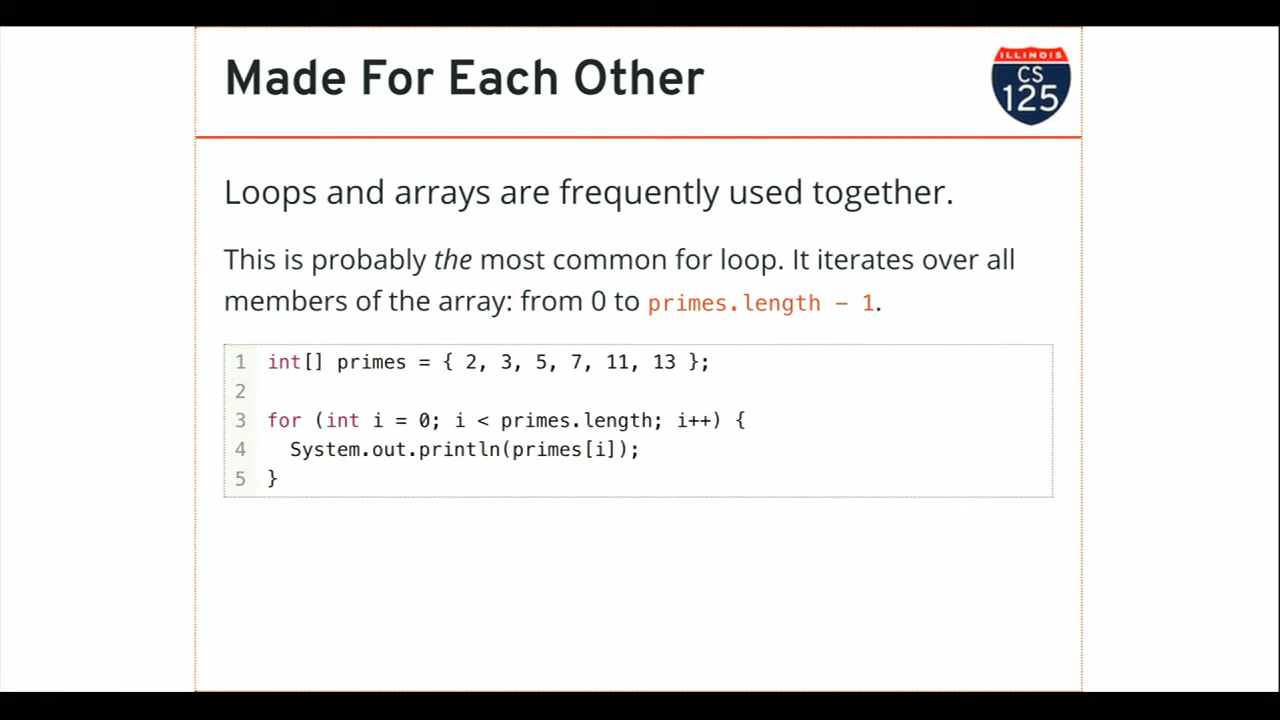 Made For Each Other
ILLINOIS
CS
125
Loops and arrays are frequently used together.
This is probably the most common for loop. It iterates over all
members of the array: from 0 to primes.length - 1.
1 int[] primes = { 2, 3, 5, 7, 11, 13 };
2
3 for (int i = 0; i < primes.length; i++) {
4   System.out.println(primes[i]);
5 }